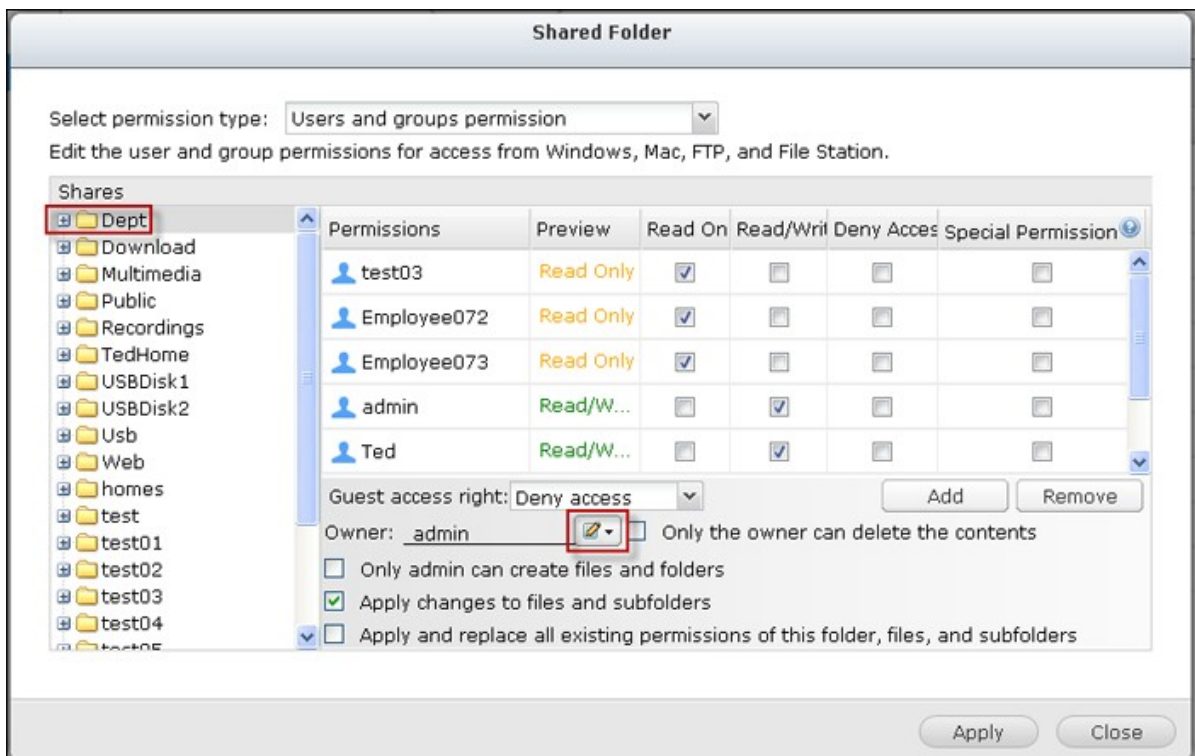 Shared Folder
Select permission type: Users and groups permission
Edit the user and group permissions for access from Windows, Mac, FTP, and File Station.
Shares
Dept
Download
Multimedia
Public
Recordings
TedHome
USBDisk1
USBDisk2
Usb
Web
homes
test
test01
test02
test03
test04
Permissions Preview Read On Read/Writ Deny Acces Special Permission
test03 Read Only
Employee072 Read Only
Employee073 Read Only
admin Read/W...
Ted Read/W...
Guest access right: Deny access Add Remove
Owner: admin Only the owner can delete the contents
Only admin can create files and folders
Apply changes to files and subfolders
Apply and replace all existing permissions of this folder, files, and subfolders
Apply Close